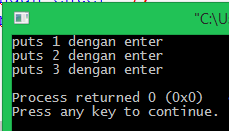 "C:\U
puts 1 dengan enter
puts 2 dengan enter
puts 3 dengan enter
Process returned 0 (0x0)
Press any key to continue.